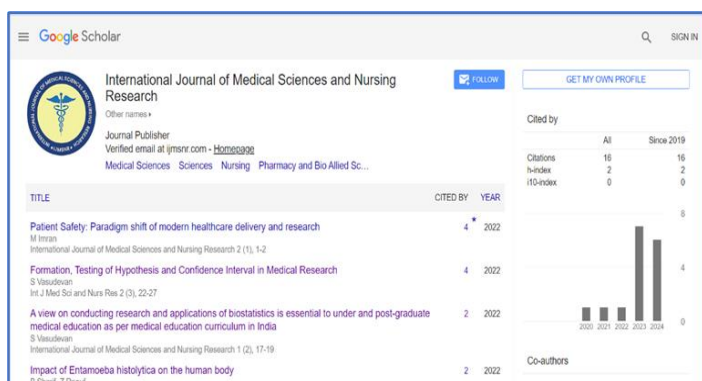 Google Scholar
SIGN IN
International Journal of Medical Sciences and Nursing
Research
Other names
Journal Publisher
Verified email at ijmsnr.com - Homepage
Medical Sciences Sciences Nursing Pharmacy and Bio Allied Sc...
FOLLOW
GET MY OWN PROFILE
Cited by
All Since 2019
Citations 16 16
h-index 2 2
i10-index 0 0
8
4
0
2020 2021 2022 2023 2024
Co-authors
TITLE CITED BY YEAR
Patient Safety: Paradigm shift of modern healthcare delivery and research 4 * 2022
M Imran
International Journal of Medical Sciences and Nursing Research 2 (1), 1-2
Formation, Testing of Hypothesis and Confidence Interval in Medical Research 4 2022
S Vasudevan
Int J Med Sci and Nurs Res 2 (3), 22-27
A view on conducting research and applications of biostatistics is essential to under and post-graduate 2 2022
medical education as per medical education curriculum in India
S Vasudevan
International Journal of Medical Sciences and Nursing Research 1 (2), 17-19
Impact of Entamoeba histolytica on the human body 2 2022